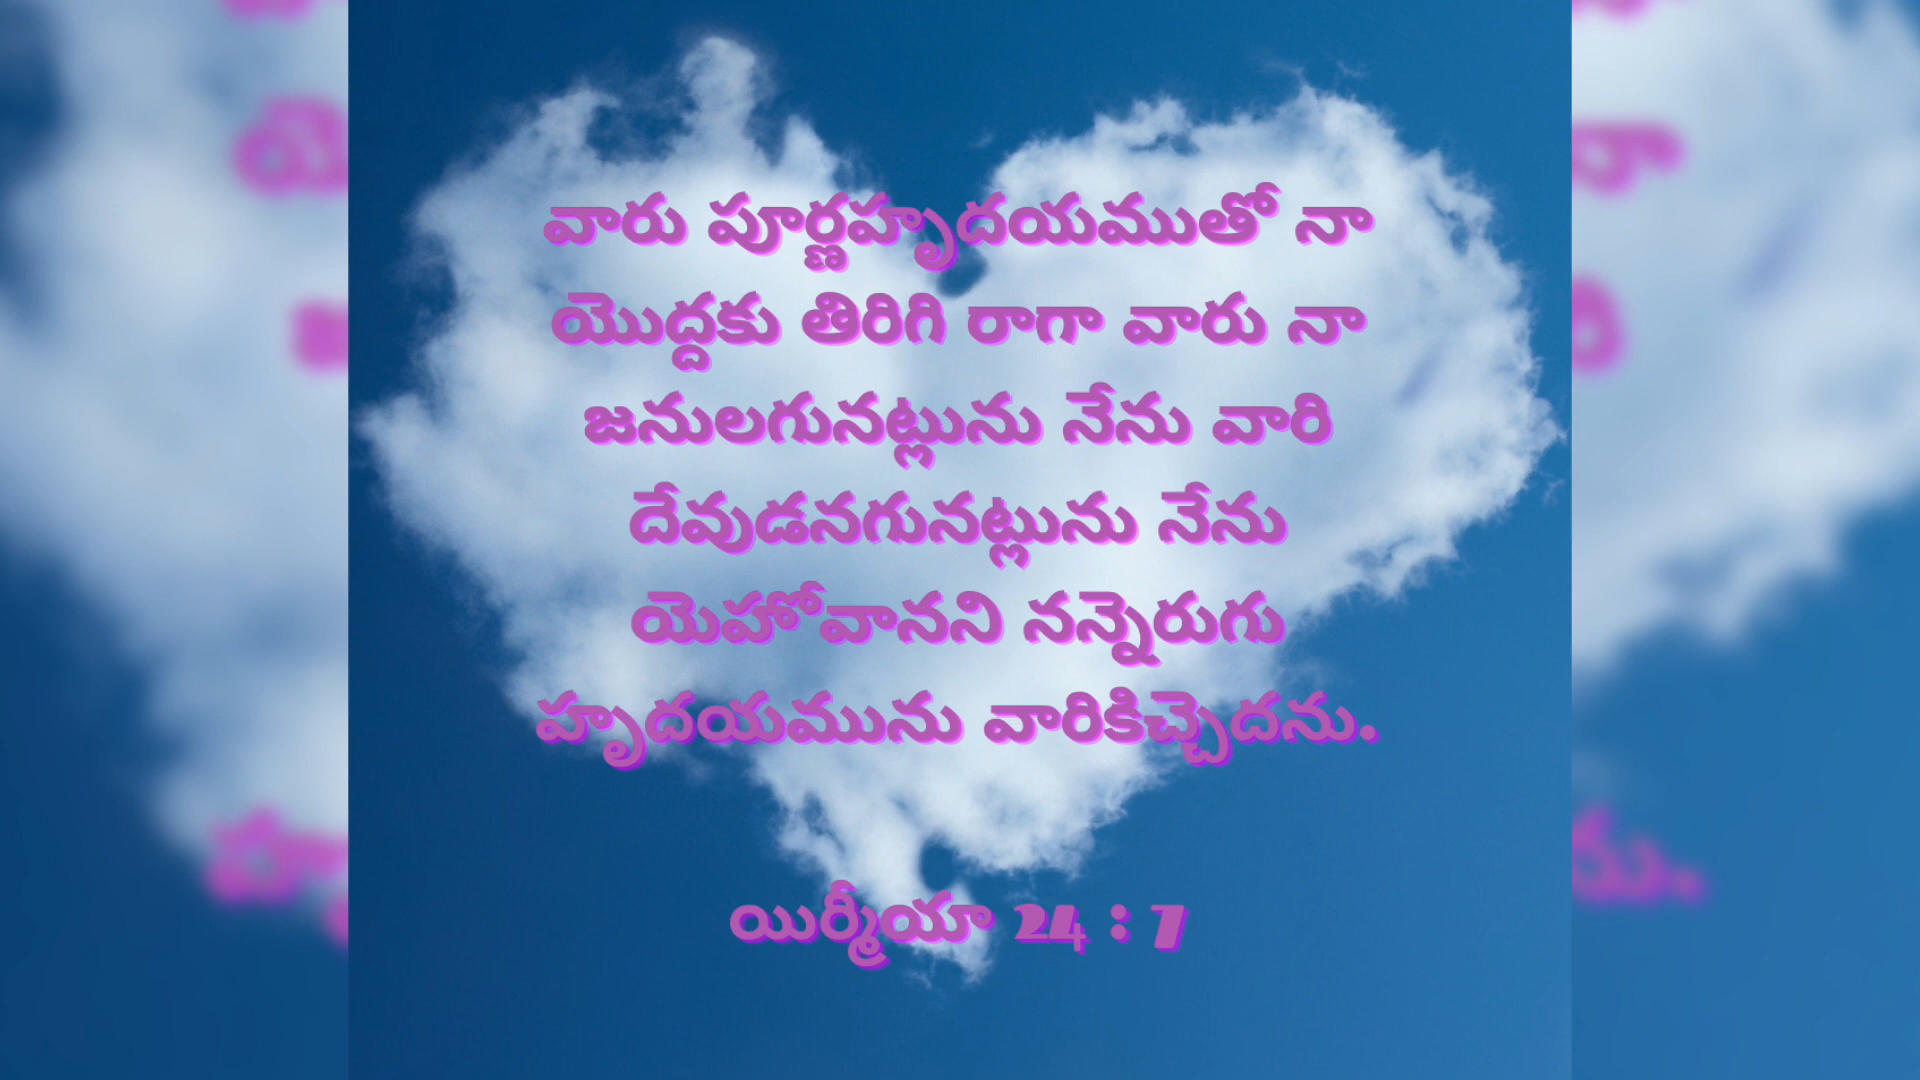 వారు పూర్ణహృదయముతో నా
యొద్దకు తిరిగి రాగా వారు నా
జనులగునట్లును నేను వారి
దేవుడనగునట్లును నేను
యెహోవానని నన్నెరుగు
హృదయమును వారికిచ్చెదను.
యిర్మీయా 24 : 7